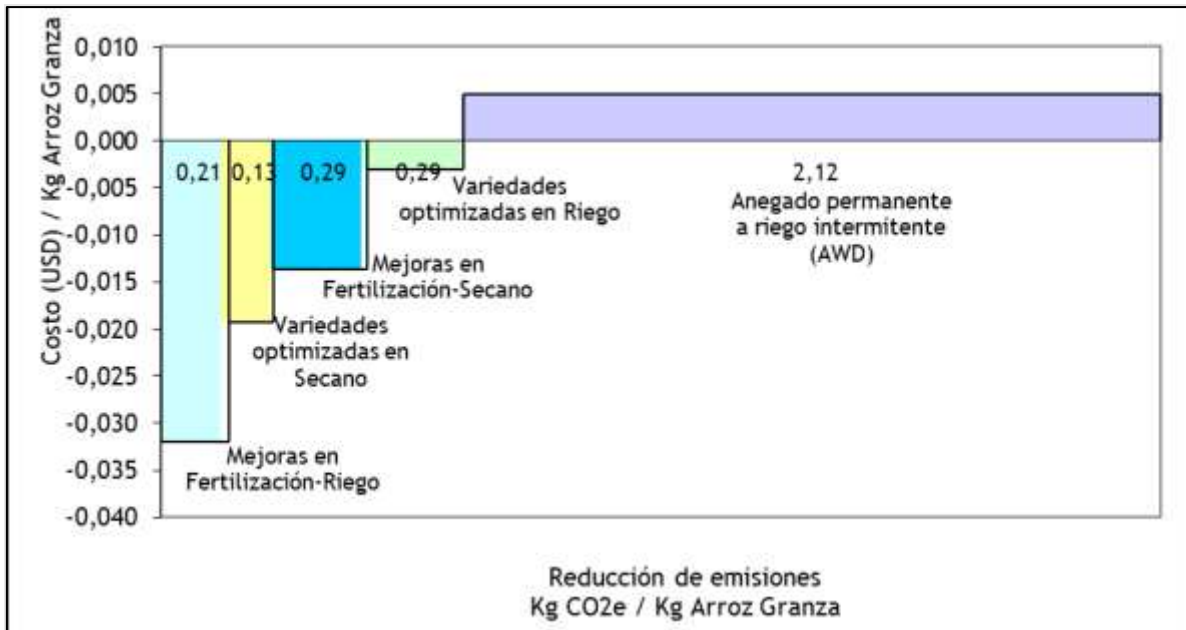 Costo (USD) / Kg Arroz Granza
0,010
0,005
0,000
-0,005
-0,010
-0,015
-0,020
-0,025
-0,030
-0,035
-0,040
0,21
0,13
0,29
0,29
2,12
Variedades
optimizadas en Riego
Anegado permanente
a riego intermitente
(AWD)
Mejoras en
Fertilización-Secano
Variedades
optimizadas en
Secano
Mejoras en
Fertilización-Riego
Reducción de emisiones
Kg CO2e / Kg Arroz Granza